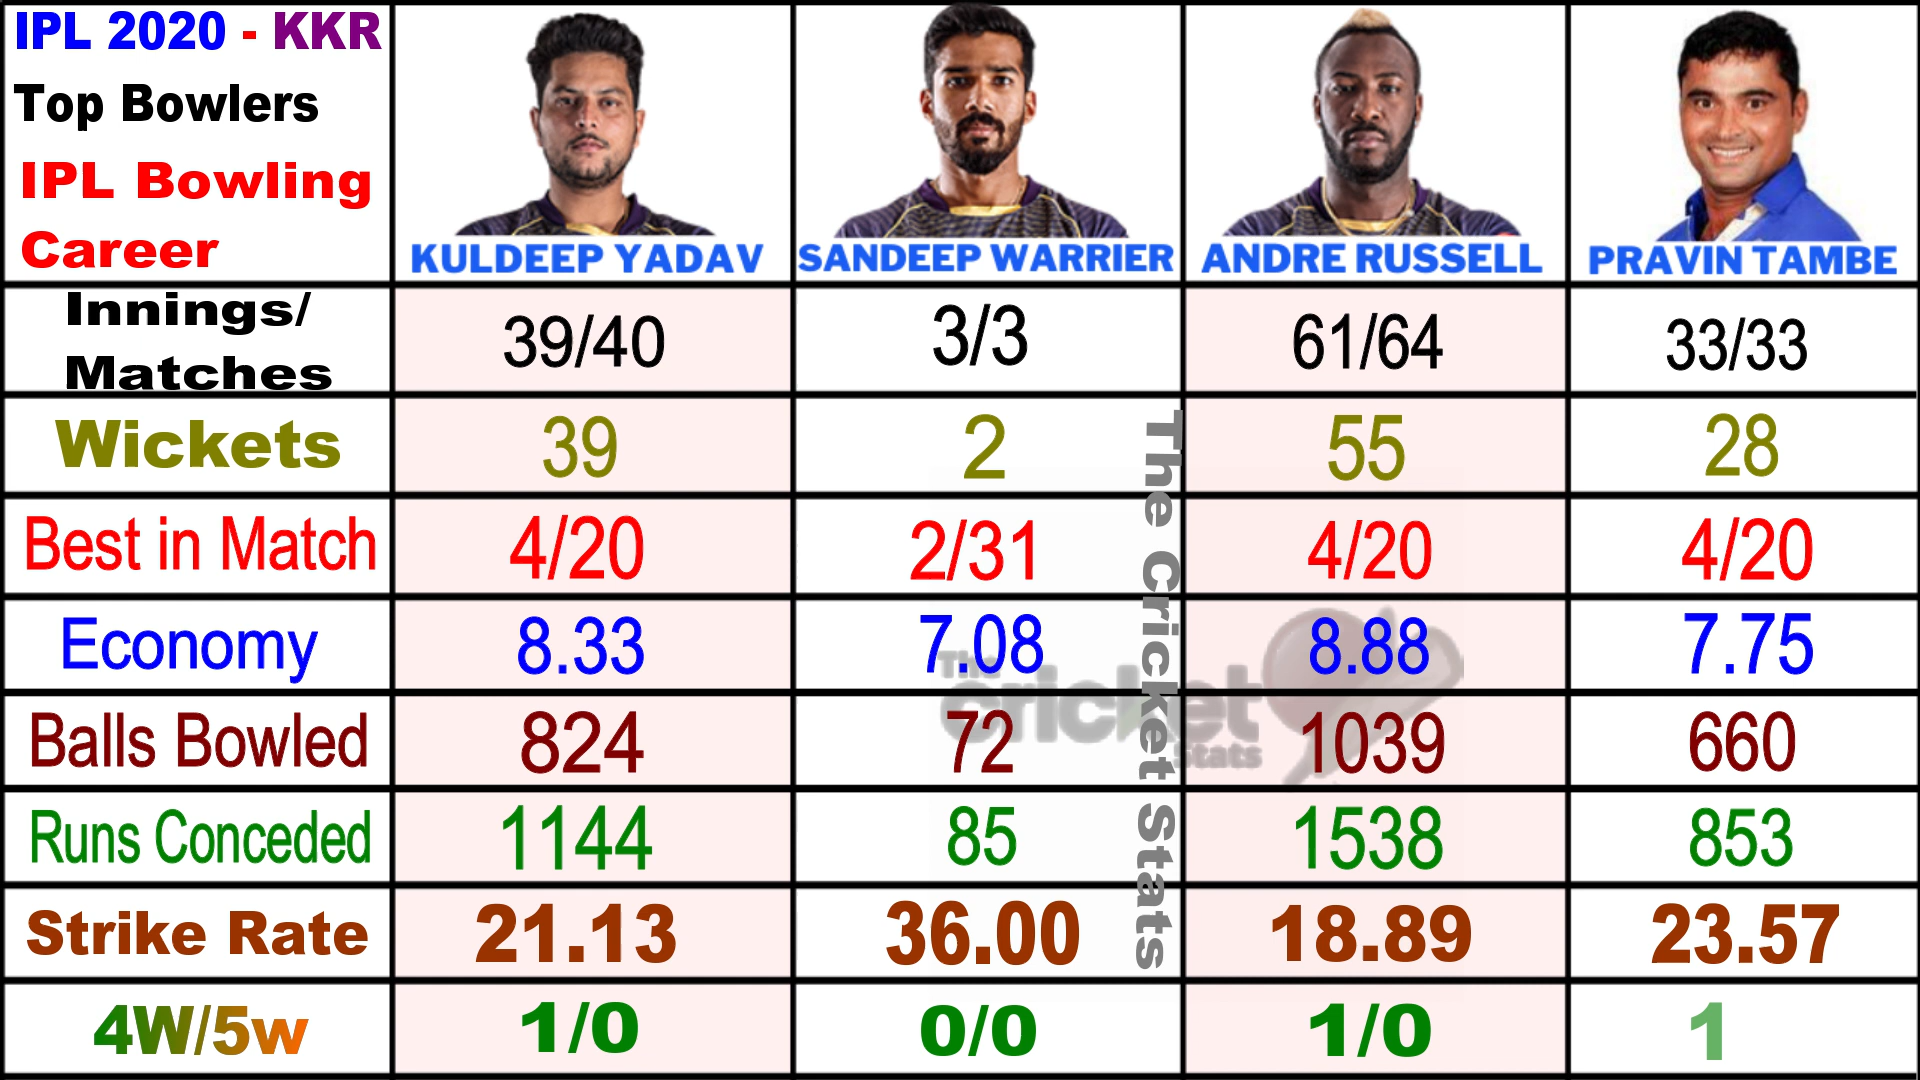 IPL 2020 - KKR
Top Bowlers
IPL Bowling
Career
KULDEEP YADAV SANDEEP WARRIER ANDRE RUSSELL PRAVIN TAMBE
Innings/
Matches
39/40 3/3 61/64 33/33
Wickets 39 2 55 28
Best in Match 4/20 2/31 4/20 4/20
Economy 8.33 7.08 8.88 7.75
Balls Bowled 824 72 1039 660
Runs Conceded 1144 85 1538 853
Strike Rate 21.13 36.00 18.89 23.57
4W/5w 1/0 0/0 1/0 1
The Cricket Stats
The
cricket
Stats